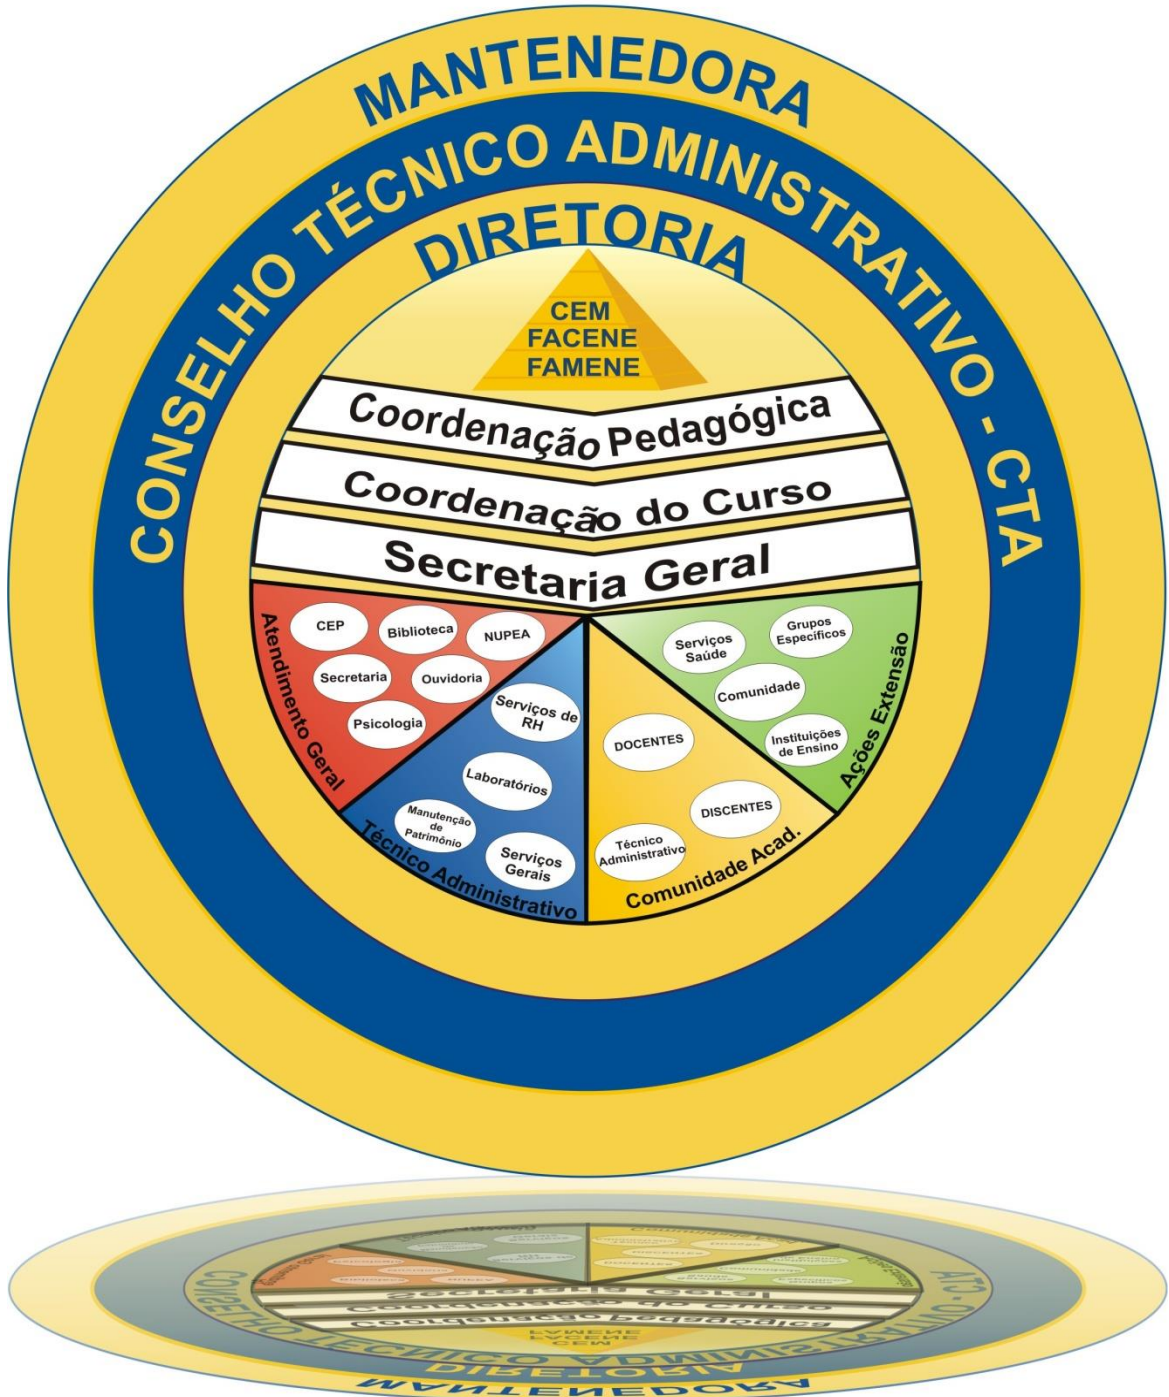 MANTENEDORA
CONSELHO TÉCNICO ADMINISTRATIVO - CTA
DIRETORIA
CEM
FACENE
FAMENE
Coordenação Pedagógica
Coordenação do Curso
Secretaria Geral
Atendimento Geral
CEP
Biblioteca
NUPEA
Secretaria
Ouvidoria
Psicologia
Técnico Administrativo
Serviços de
RH
Laboratórios
Manutenção
de
Patrimônio
Serviços
Gerais
Comunidade Acad.
DOCENTES
DISCENTES
Técnico
Administrativo
Ações Extensão
Serviços
Saúde
Grupos
Especificos
Comunidade
Instituições
de Ensino